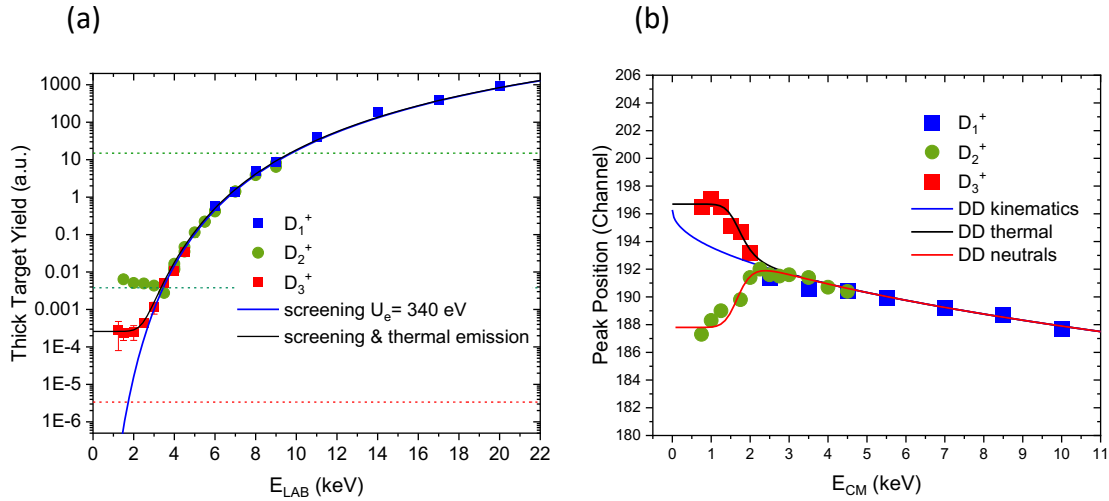 (a)
1000
100
10
1
0.1
0.01
0.001
1E-4
1E-5
1E-6
Thick Target Yield (a.u.)
D₁⁺
D₂⁺
D₃⁺
screening Uₑ= 340 eV
screening & thermal emission
0 2 4 6 8 10 12 14 16 18 20 22
E_LAB (keV)
(b)
206
204
202
200
198
196
194
192
190
188
186
184
182
180
Peak Position (Channel)
D₁⁺
D₂⁺
D₃⁺
DD kinematics
DD thermal
DD neutrals
0 1 2 3 4 5 6 7 8 9 10 11
E_CM (keV)